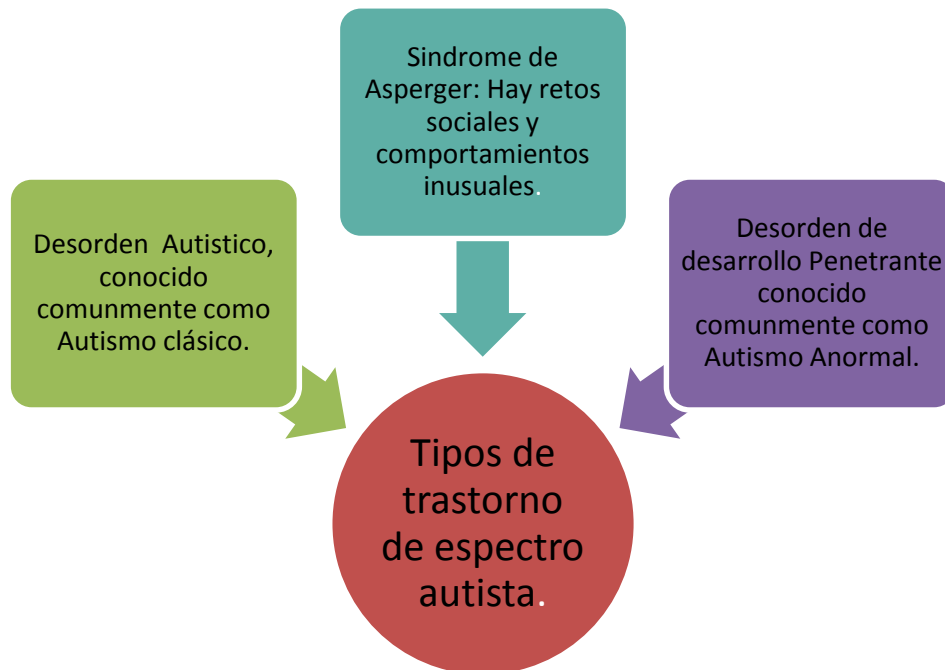 Sindrome de
Asperger: Hay retos
sociales y
comportamientos
inusuales.
Desorden Autistico,
conocido
comunmente como
Autismo clásico.
Desorden de
desarrollo Penetrante
conocido
comunmente como
Autismo Anormal.
Tipos de
trastorno
de espectro
autista.